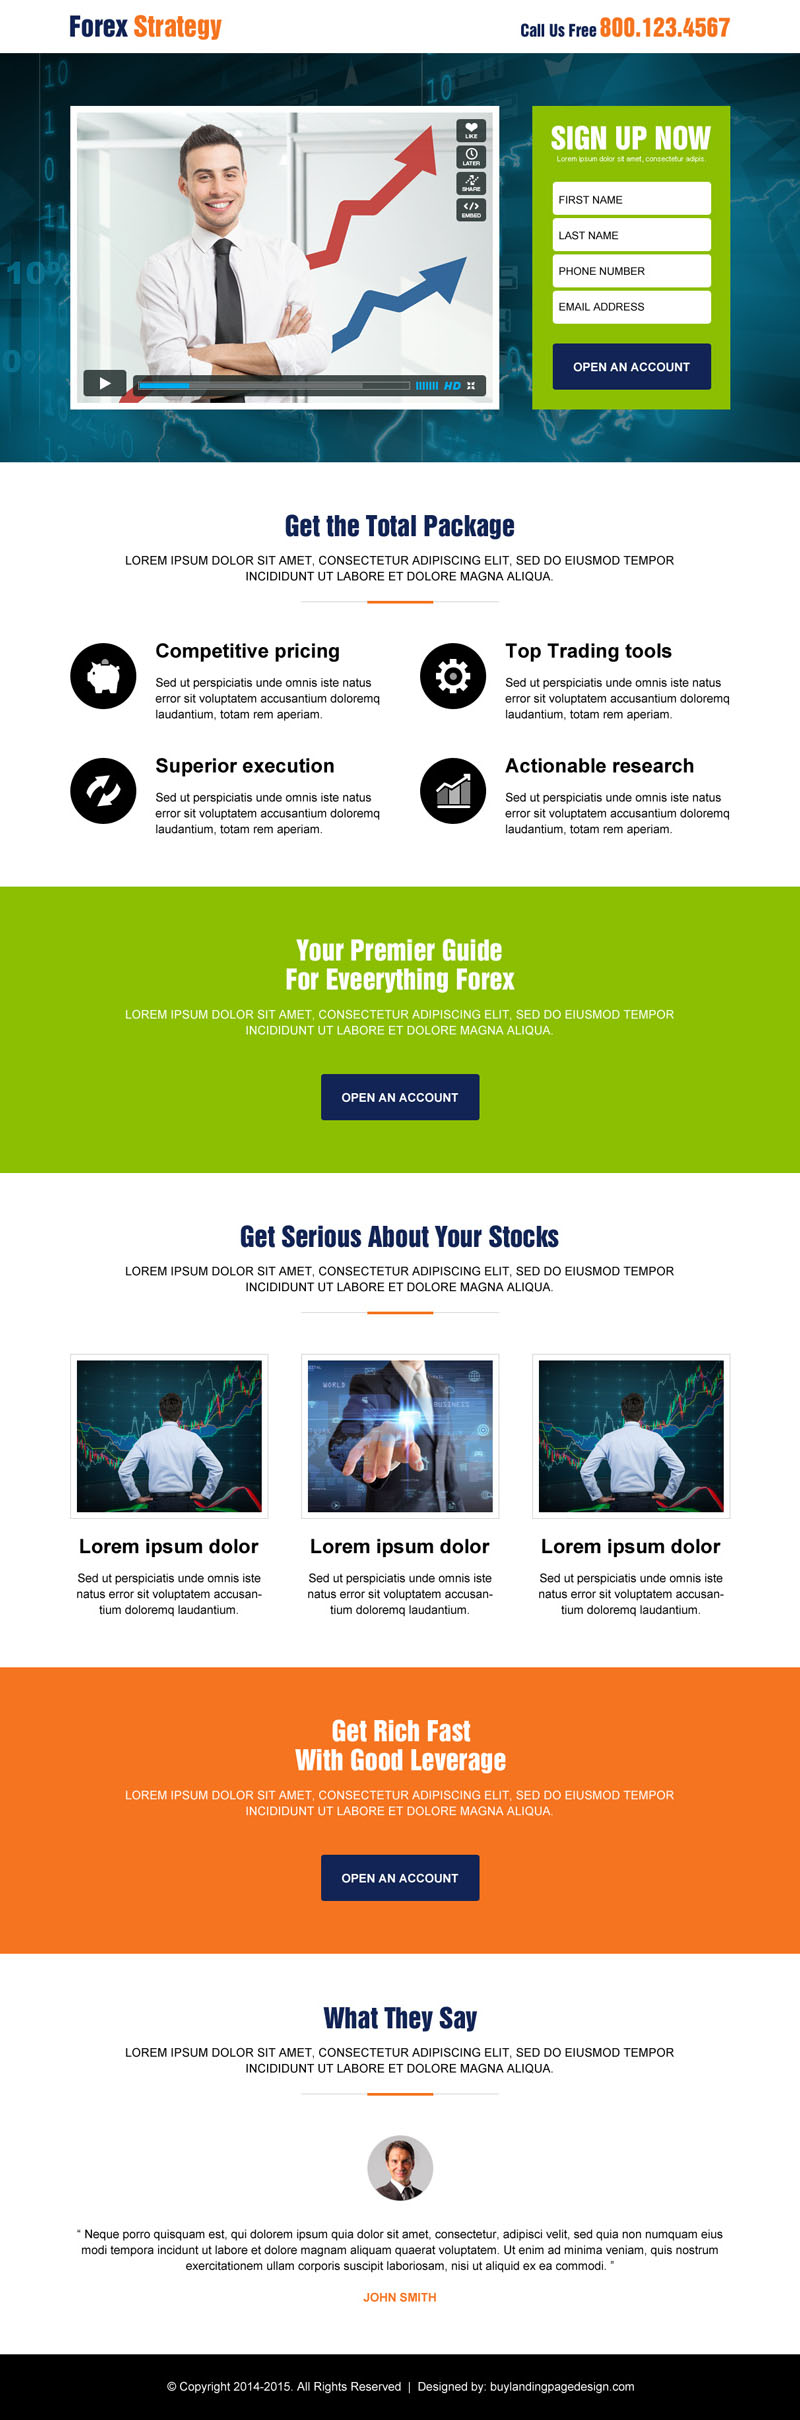 Forex Strategy
Call Us Free 800.123.4567
10
1
0
11
10%
0%
10
LIKE
LATER
SHARE
EMBED
HD
SIGN UP NOW
Lorem ipsum dolor sit amet, consectetur adipis.
FIRST NAME
LAST NAME
PHONE NUMBER
EMAIL ADDRESS
OPEN AN ACCOUNT
Get the Total Package
LOREM IPSUM DOLOR SIT AMET, CONSECTETUR ADIPISCING ELIT, SED DO EIUSMOD TEMPOR
INCIDIDUNT UT LABORE ET DOLORE MAGNA ALIQUA.
Competitive pricing
Sed ut perspiciatis unde omnis iste natus
error sit voluptatem accusantium doloremq
laudantium, totam rem aperiam.
Top Trading tools
Sed ut perspiciatis unde omnis iste natus
error sit voluptatem accusantium doloremq
laudantium, totam rem aperiam.
Superior execution
Sed ut perspiciatis unde omnis iste natus
error sit voluptatem accusantium doloremq
laudantium, totam rem aperiam.
Actionable research
Sed ut perspiciatis unde omnis iste natus
error sit voluptatem accusantium doloremq
laudantium, totam rem aperiam.
Your Premier Guide
For Eveerything Forex
LOREM IPSUM DOLOR SIT AMET, CONSECTETUR ADIPISCING ELIT, SED DO EIUSMOD TEMPOR
INCIDIDUNT UT LABORE ET DOLORE MAGNA ALIQUA.
OPEN AN ACCOUNT
Get Serious About Your Stocks
LOREM IPSUM DOLOR SIT AMET, CONSECTETUR ADIPISCING ELIT, SED DO EIUSMOD TEMPOR
INCIDIDUNT UT LABORE ET DOLORE MAGNA ALIQUA.
WORLD
BUSINESS
Lorem ipsum dolor
Sed ut perspiciatis unde omnis iste
natus error sit voluptatem accusan-
tium doloremq laudantium.
Lorem ipsum dolor
Sed ut perspiciatis unde omnis iste
natus error sit voluptatem accusan-
tium doloremq laudantium.
Lorem ipsum dolor
Sed ut perspiciatis unde omnis iste
natus error sit voluptatem accusan-
tium doloremq laudantium.
Get Rich Fast
With Good Leverage
LOREM IPSUM DOLOR SIT AMET, CONSECTETUR ADIPISCING ELIT, SED DO EIUSMOD TEMPOR
INCIDIDUNT UT LABORE ET DOLORE MAGNA ALIQUA.
OPEN AN ACCOUNT
What They Say
LOREM IPSUM DOLOR SIT AMET, CONSECTETUR ADIPISCING ELIT, SED DO EIUSMOD TEMPOR
INCIDIDUNT UT LABORE ET DOLORE MAGNA ALIQUA.
“ Neque porro quisquam est, qui dolorem ipsum quia dolor sit amet, consectetur, adipisci velit, sed quia non numquam eius
modi tempora incidunt ut labore et dolore magnam aliquam quaerat voluptatem. Ut enim ad minima veniam, quis nostrum
exercitationem ullam corporis suscipit laboriosam, nisi ut aliquid ex ea commodi. ”
JOHN SMITH
© Copyright 2014-2015. All Rights Reserved | Designed by: buylandingpagedesign.com